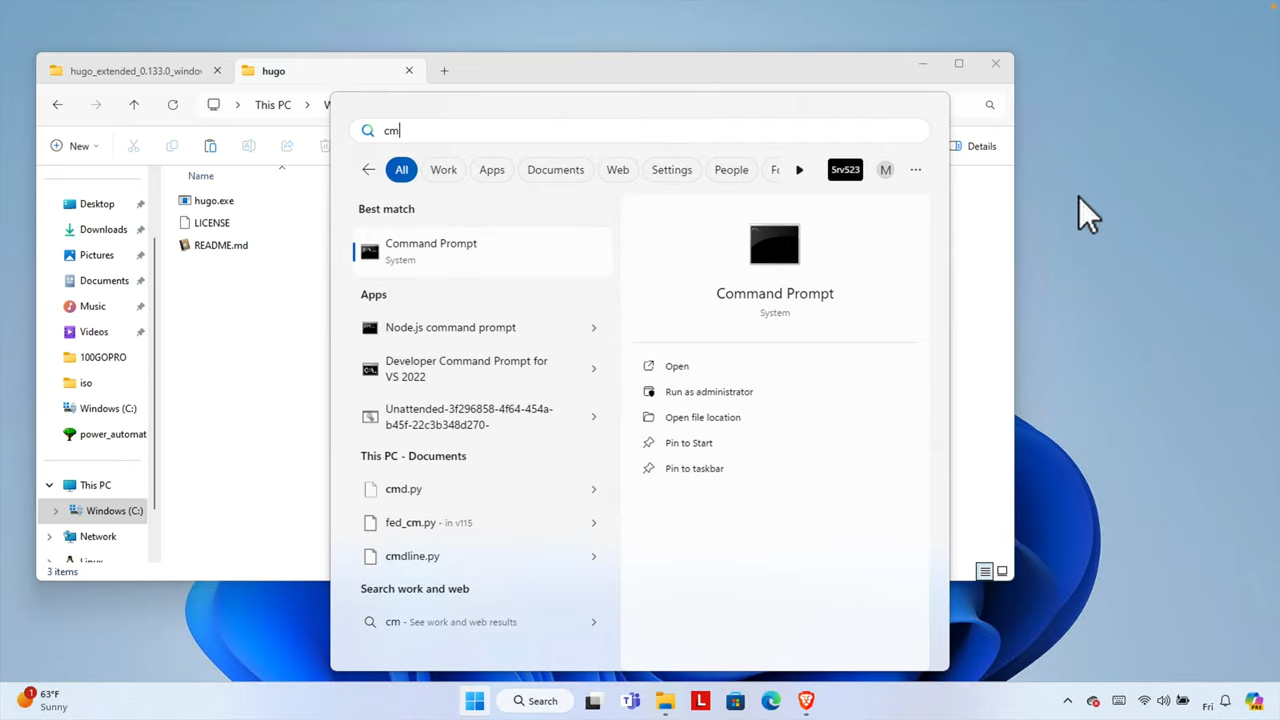 hugo_extended_0.133.0_windo
hugo
This PC
New
Details
Name
Desktop
Downloads
Pictures
Documents
Music
Videos
100GOPRO
iso
Windows (C:)
power_automat
This PC
Windows (C:)
Network
Linux
hugo.exe
LICENSE
README.md
3 items
cm
All
Work
Apps
Documents
Web
Settings
People
Fo
Srv523
M
Best match
Command Prompt
System
Apps
Node.js command prompt
Developer Command Prompt for
VS 2022
Unattended-3f296858-4f64-454a-
b45f-22c3b348d270-
This PC - Documents
cmd.py
fed_cm.py - in v115
cmdline.py
Search work and web
cm - See work and web results
Command Prompt
System
Open
Run as administrator
Open file location
Pin to Start
Pin to taskbar
1
63°F
Sunny
Search
L
Fri
PRE